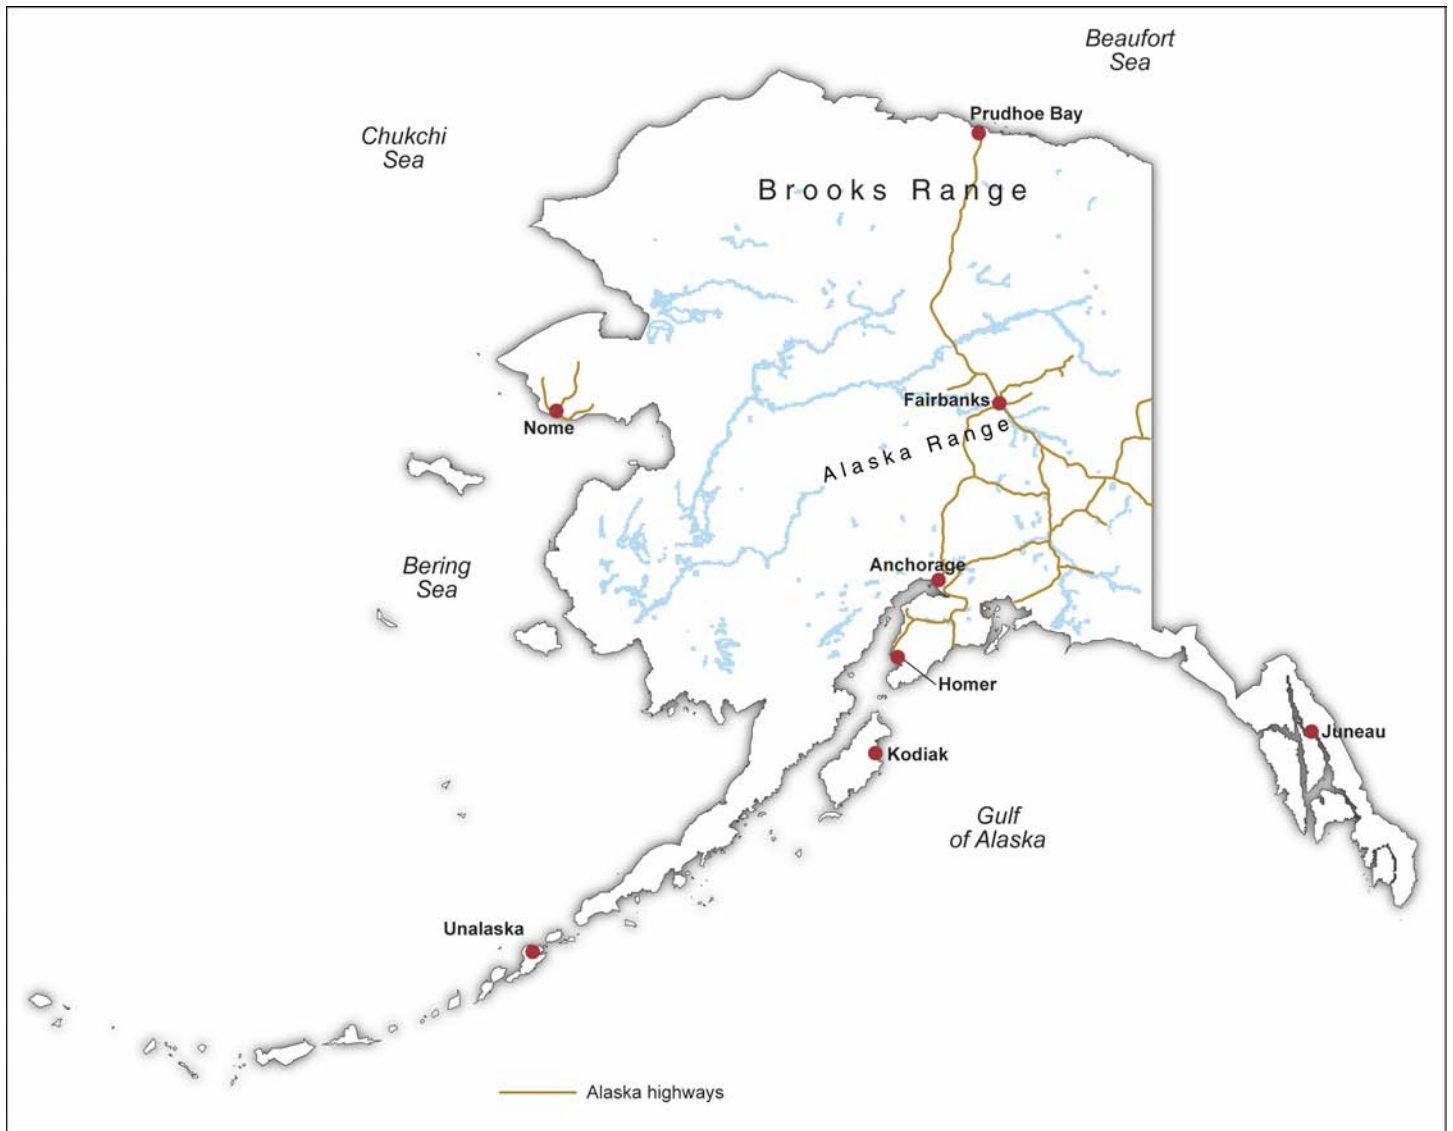 Beaufort
Sea
Prudhoe Bay
Chukchi
Sea
Brooks Range
Fairbanks
Nome
Alaska Range
Bering
Sea
Anchorage
Homer
Juneau
Kodiak
Gulf
of Alaska
Unalaska
Alaska highways